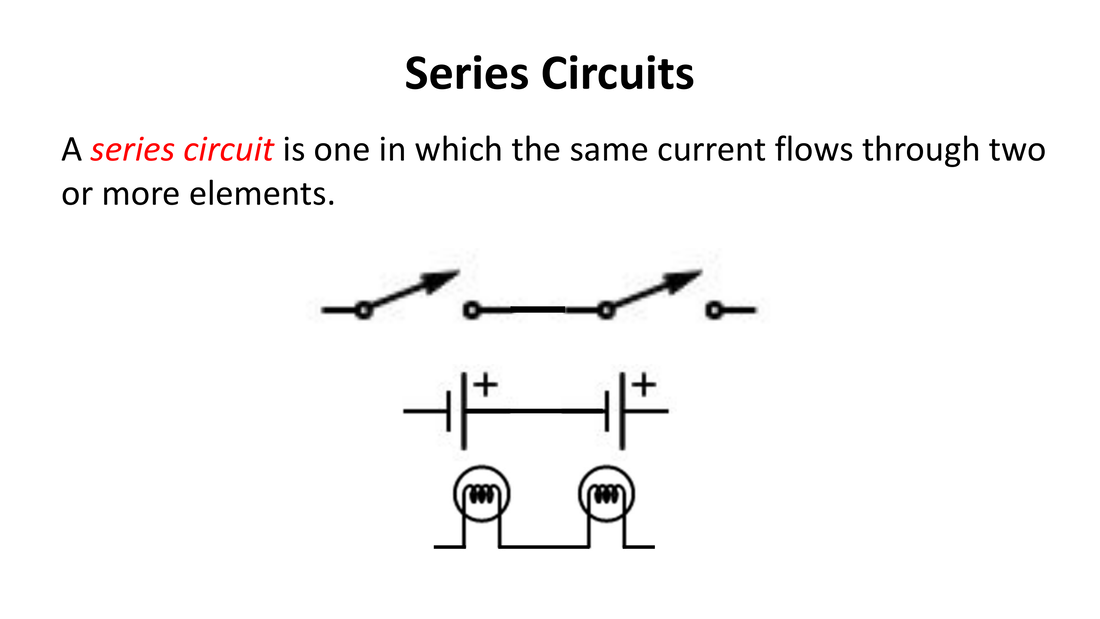 Series Circuits
A series circuit is one in which the same current flows through two
or more elements.
+ +